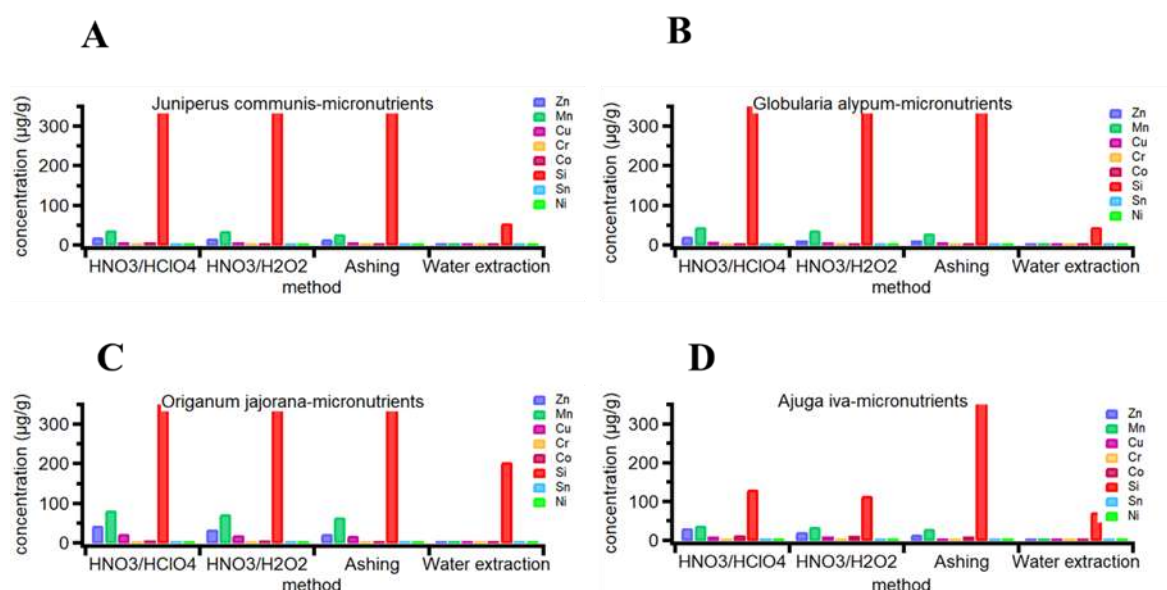 A
Juniperus communis-micronutrients
concentration (µg/g)
300
200
100
0
HNO3/HClO4
HNO3/H2O2
Ashing
Water extraction
method
Zn
Mn
Cu
Cr
Co
Si
Sn
Ni
B
Globularia alypum-micronutrients
concentration (µg/g)
300
200
100
0
HNO3/HClO4
HNO3/H2O2
Ashing
Water extraction
method
Zn
Mn
Cu
Cr
Co
Si
Sn
Ni
C
Origanum jajorana-micronutrients
concentration (µg/g)
300
200
100
0
HNO3/HClO4
HNO3/H2O2
Ashing
Water extraction
method
Zn
Mn
Cu
Cr
Co
Si
Sn
Ni
D
Ajuga iva-micronutrients
concentration (µg/g)
300
200
100
0
HNO3/HClO4
HNO3/H2O2
Ashing
Water extraction
method
Zn
Mn
Cu
Cr
Co
Si
Sn
Ni